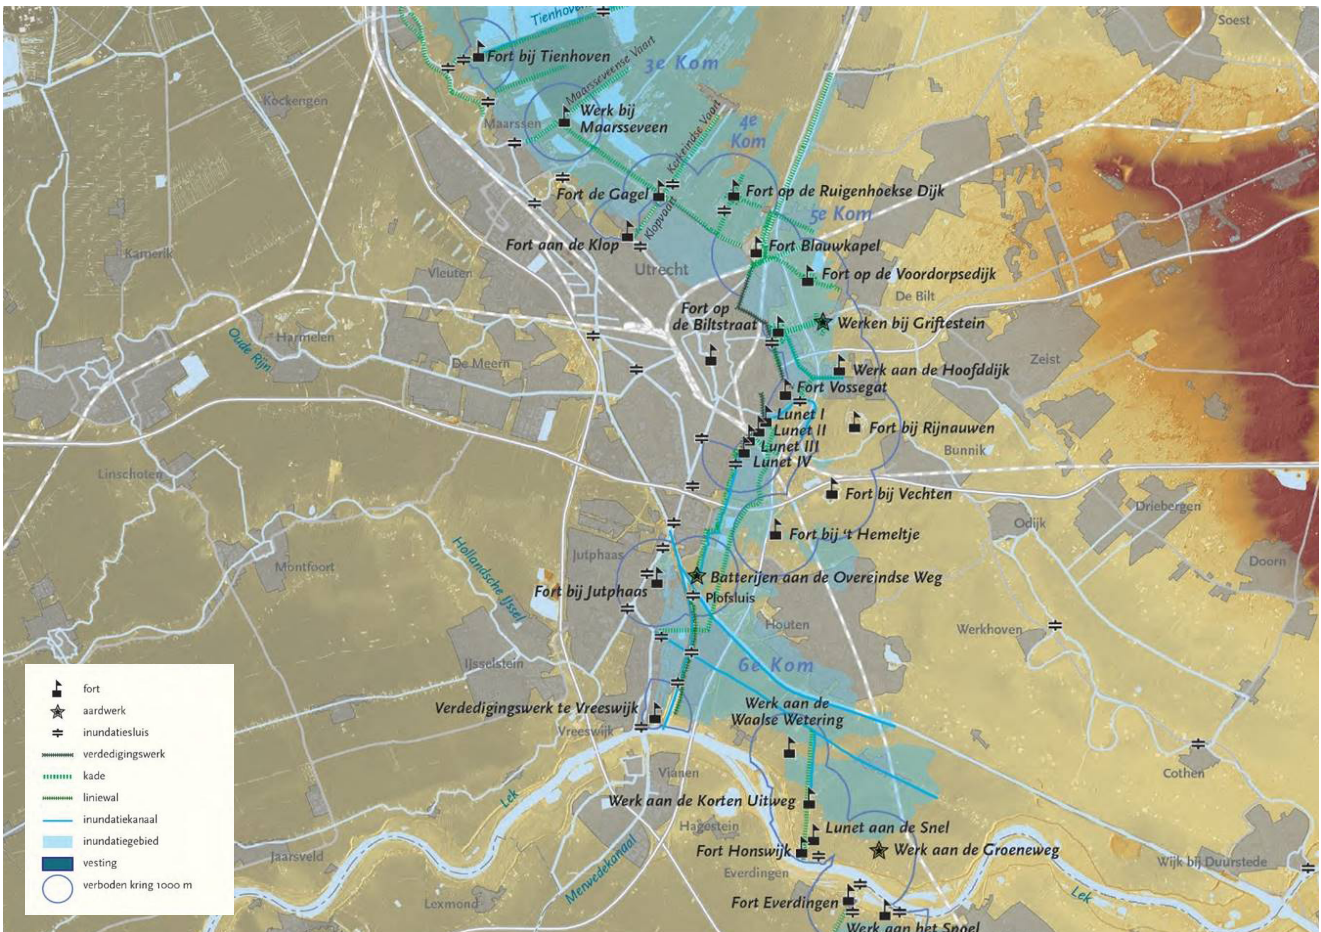 Tienhoven
Soest
Fort bij Tienhoven
3e Kom
Maarsseveense Vaart
Kockengen
Maarssen
Werk bij
Maarsseveen
4e
Kom
Kerkeindse Vaart
Fort de Gagel
Fort op de Ruigenhoekse Dijk
5e Kom
Klopvaart
Fort aan de Klop
Fort Blauwkapel
Kamerik
Vleuten
Utrecht
Fort op de Voordorpsedijk
De Bilt
Fort op
de Biltstraat
Werken bij Griftestein
Oude Rijn
Harmelen
De Meern
Zeist
Werk aan de Hoofddijk
Fort Vossegat
Lunet I
Lunet II
Lunet III
Lunet IV
Fort bij Rijnauwen
Bunnik
Linschoten
Fort bij Vechten
Driebergen
Odijk
Fort bij 't Hemeltje
Hollandsche IJssel
Jutphaas
Montfoort
Doorn
Batterijen aan de Overeindse Weg
Fort bij Jutphaas
Plofsluis
Houten
Werkhoven
IJsselstein
6e Kom
Werk aan de
Waalse Wetering
Verdedigingswerk te Vreeswijk
Vreeswijk
Vianen
Cothen
Lek
Werk aan de Korten Uitweg
Hagestein
Lunet aan de Snel
Fort Honswijk
Werk aan de Groeneweg
Everdingen
Jaarsveld
Merwedekanaal
Wijk bij Duurstede
Lek
Lexmond
Fort Everdingen
Werk aan het Spoel
fort
aardwerk
inundatiesluis
verdedigingswerk
kade
liniewal
inundatiekanaal
inundatiegebied
vesting
verboden kring 1000 m